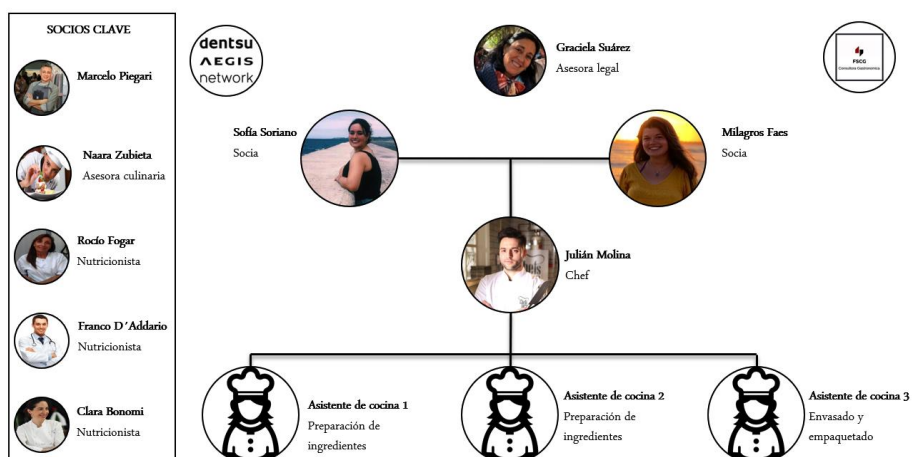 SOCIOS CLAVE
Marcelo Piegari
Naara Zubieta
Asesora culinaria
Rocío Fogar
Nutricionista
Franco D´Addario
Nutricionista
Clara Bonomi
Nutricionista
dentsu
AEGIS
network
Graciela Suárez
Asesora legal
FSCG
Consultora Gastronómica
Sofía Soriano
Socia
Milagros Faes
Socia
Julián Molina
Chef
Asistente de cocina 1
Preparación de
ingredientes
Asistente de cocina 2
Preparación de
ingredientes
Asistente de cocina 3
Envasado y
empaquetado